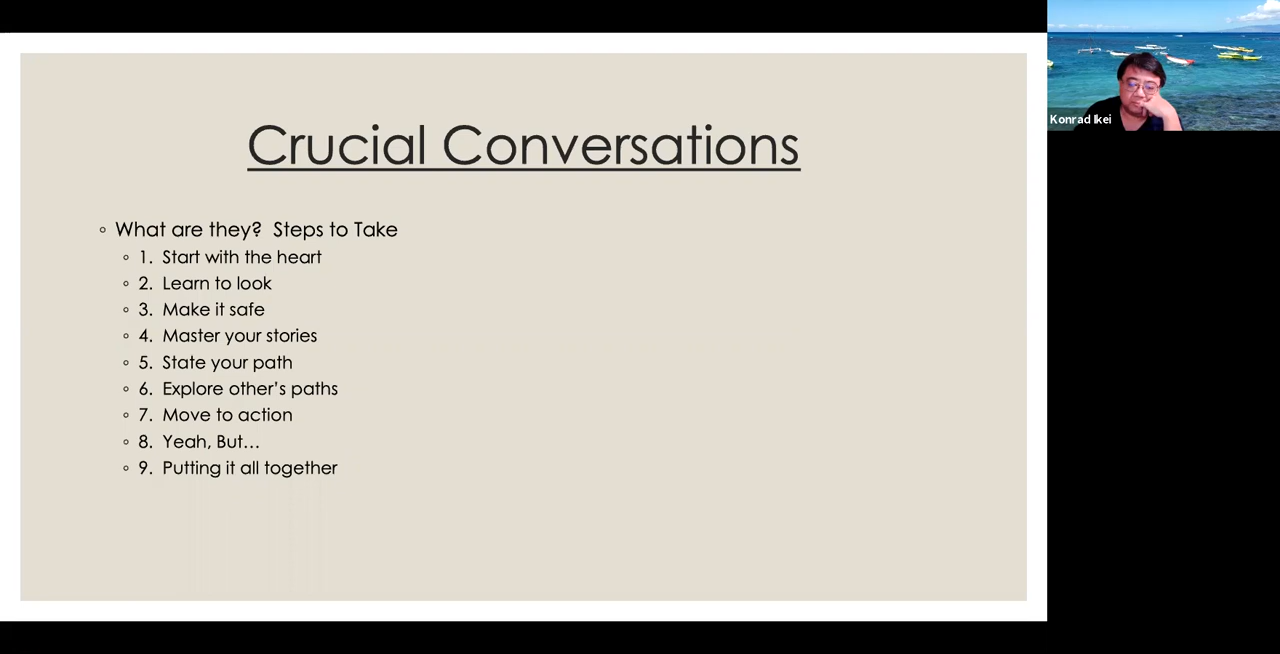 Crucial Conversations
◦ What are they?  Steps to Take
◦ 1.  Start with the heart
◦ 2.  Learn to look
◦ 3.  Make it safe
◦ 4.  Master your stories
◦ 5.  State your path
◦ 6.  Explore other’s paths
◦ 7.  Move to action
◦ 8.  Yeah, But…
◦ 9.  Putting it all together
Konrad Ikei